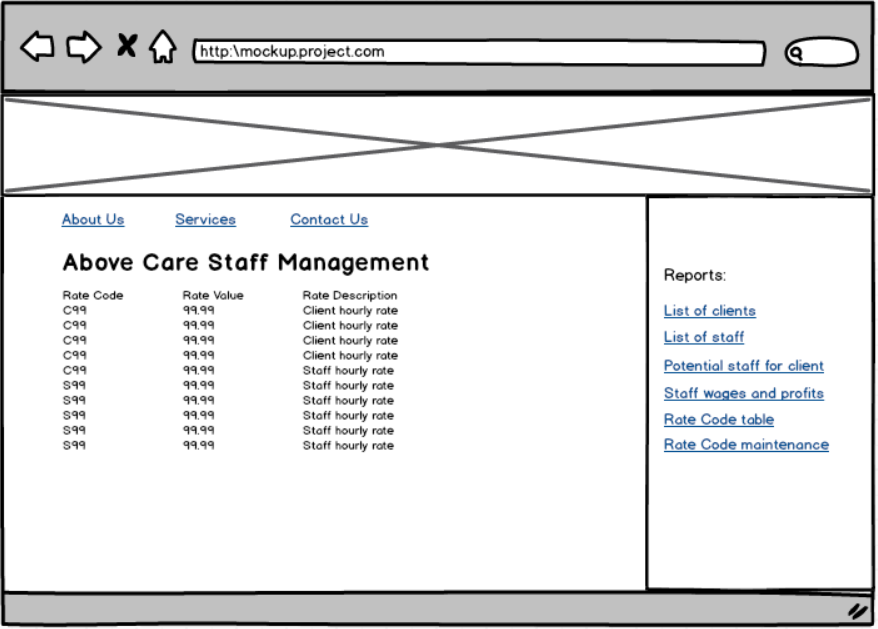 http:\mockup.project.com
About Us Services Contact Us
Above Care Staff Management
Rate Code Rate Value Rate Description
C99 99.99 Client hourly rate
C99 99.99 Client hourly rate
C99 99.99 Client hourly rate
C99 99.99 Client hourly rate
C99 99.99 Staff hourly rate
S99 99.99 Staff hourly rate
S99 99.99 Staff hourly rate
S99 99.99 Staff hourly rate
S99 99.99 Staff hourly rate
S99 99.99 Staff hourly rate
Reports:
List of clients
List of staff
Potential staff for client
Staff wages and profits
Rate Code table
Rate Code maintenance